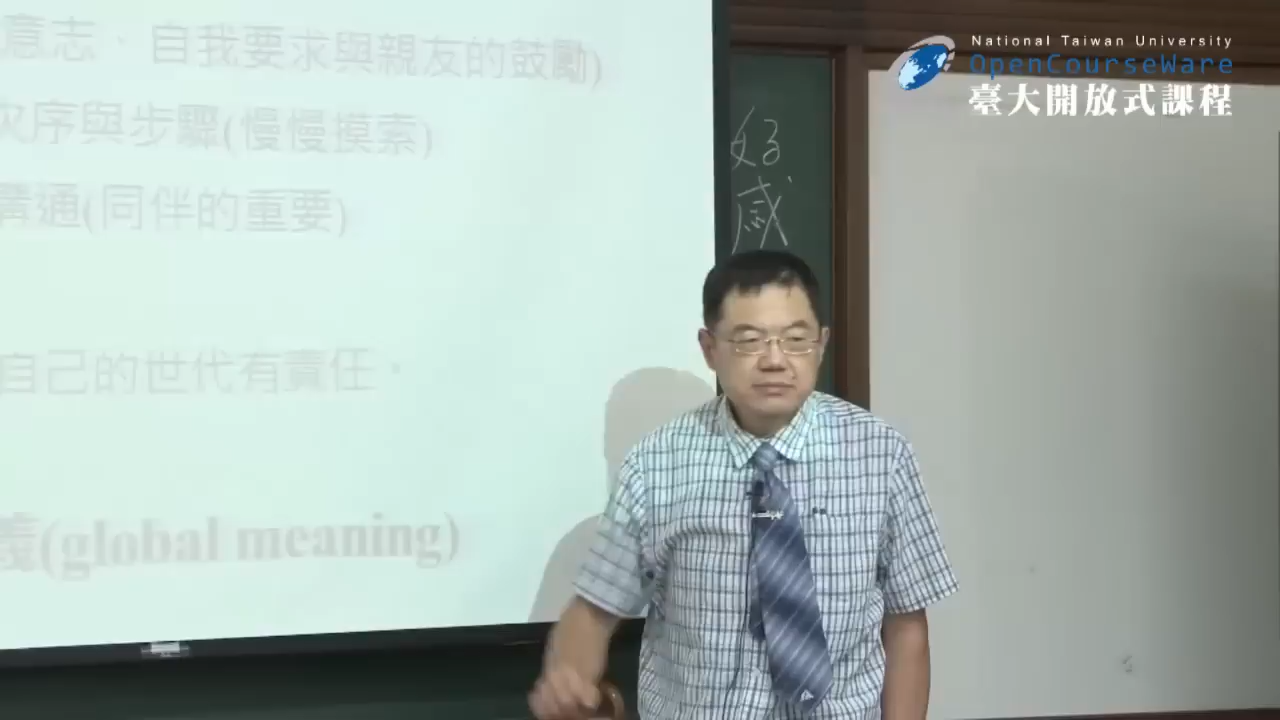 意志、自我要求與親友的鼓勵)
次序與步驟(慢慢摸索)
溝通(同伴的重要)
自己的世代有責任.
義(global meaning)
好
感
National Taiwan University
OpenCourseWare
臺大開放式課程